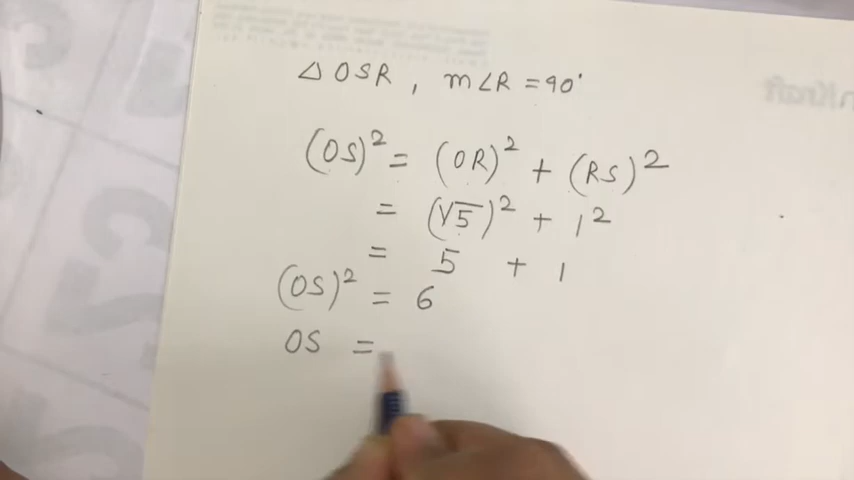 △ OSR , m∠R = 90°
(OS)² = (OR)² + (RS)²
= (√5)² + 1²
= 5 + 1
(OS)² = 6
OS =